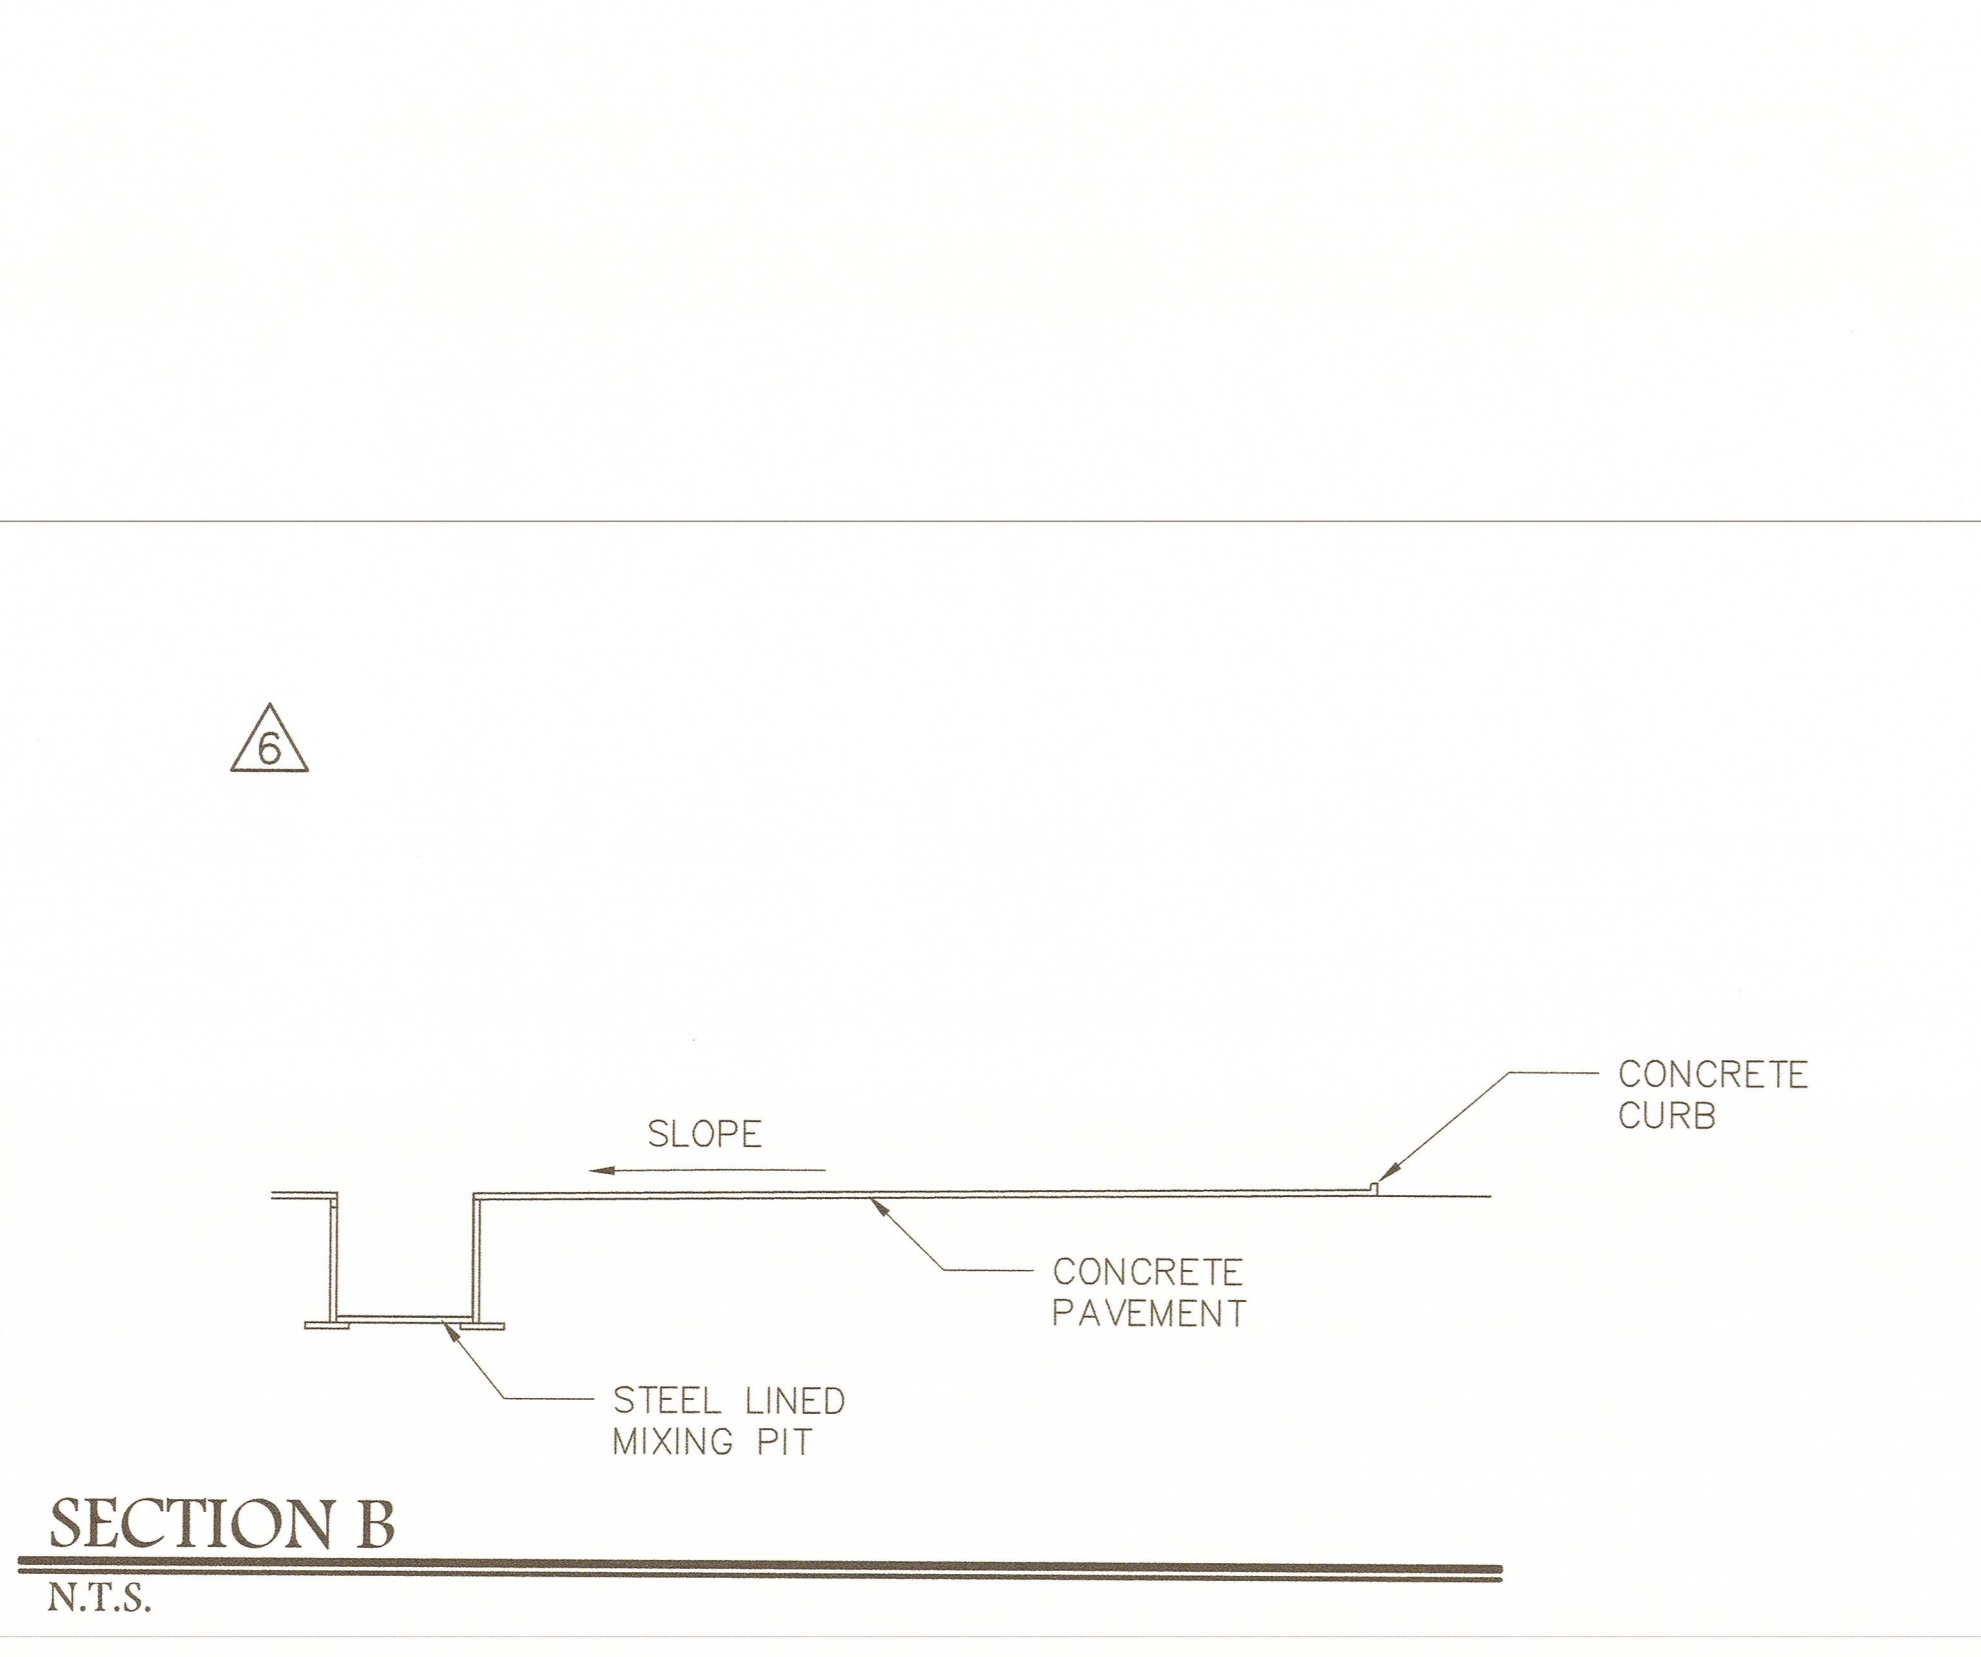 6
CONCRETE
CURB
SLOPE
CONCRETE
PAVEMENT
STEEL LINED
MIXING PIT
SECTION B
N.T.S.